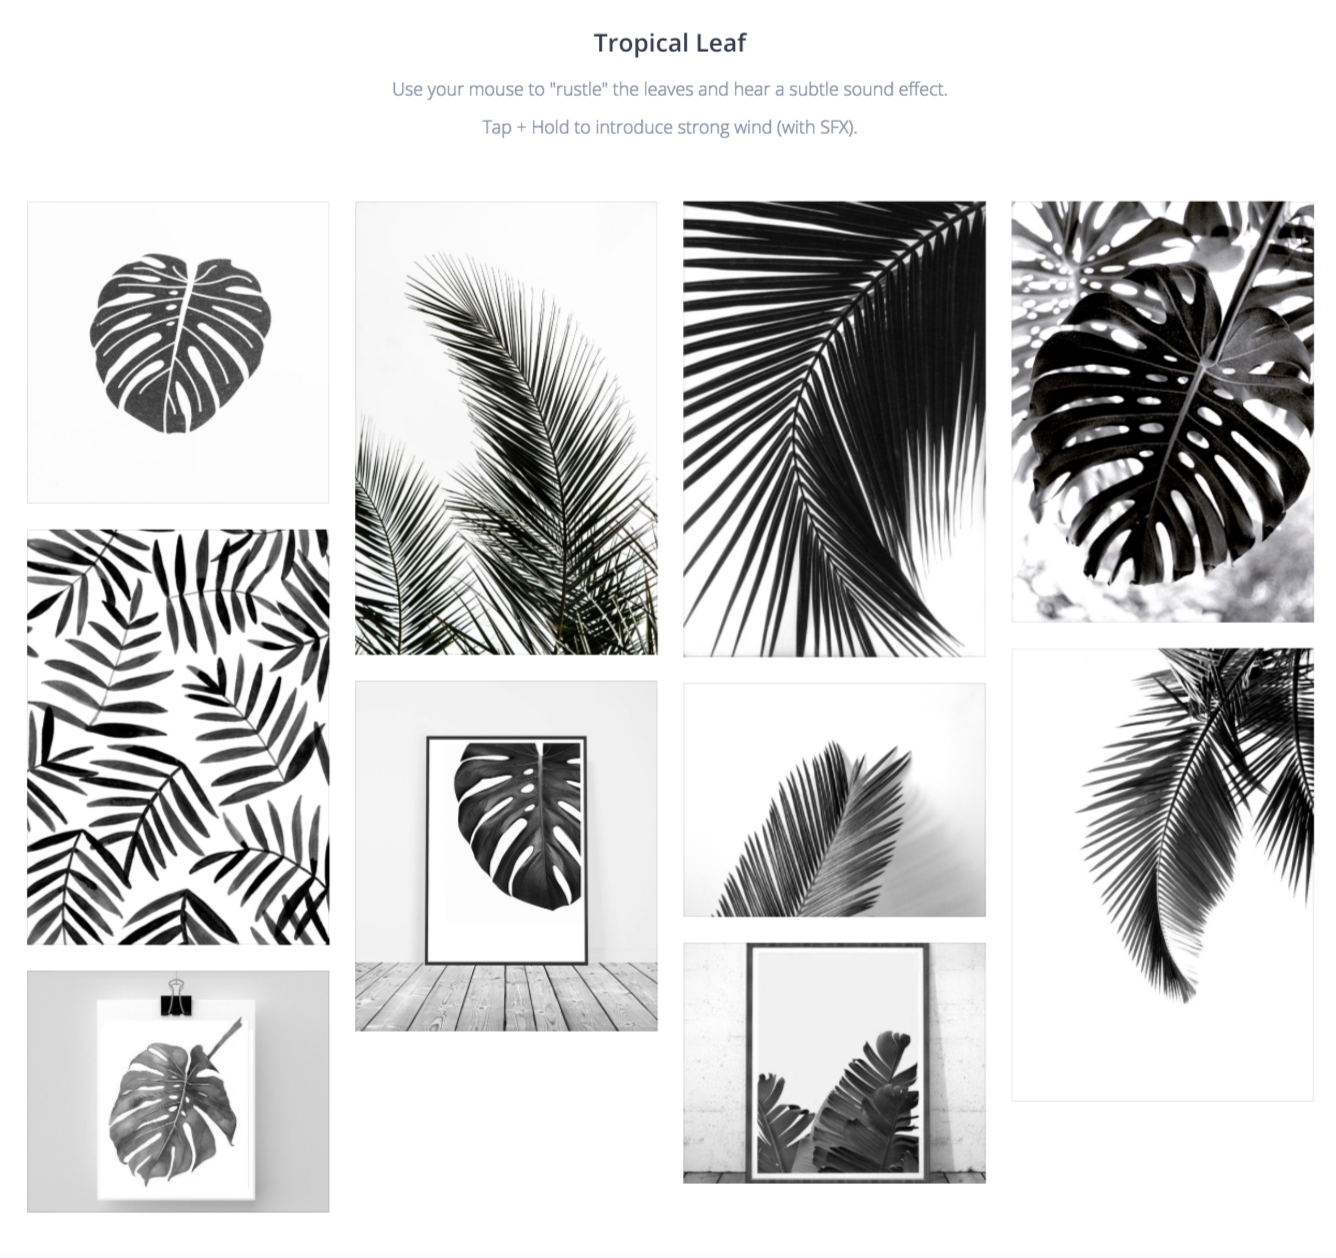 Tropical Leaf
Use your mouse to "rustle" the leaves and hear a subtle sound effect.
Tap + Hold to introduce strong wind (with SFX).